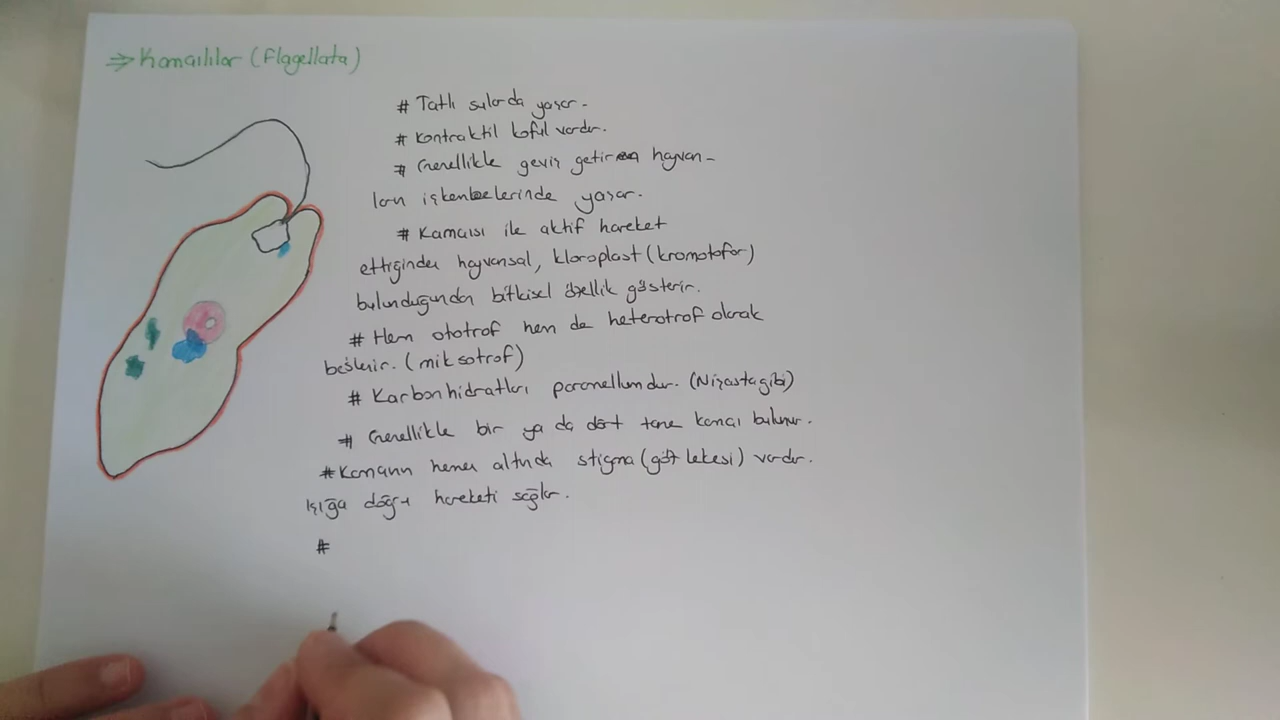 ⇒ Kamçılılar (Flagellata)
# Tatlı sularda yaşar.
# Kontraktil koful vardır.
# Genellikle geviş getiren hayvan-
ların işkenbelerinde yaşar.
# Kamçısı ile aktif hareket
ettiğinden hayvansal, kloroplast (kromotofor)
bulunduğundan bitkisel özellik gösterir.
# Hem ototrof hem de heterotrof olarak
beslenir. (miksotrof)
# Karbonhidratları paramellumdur. (Nişasta gibi)
# Genellikle bir ya da dört tane kamçı bulunur.
# Kamçının hemen altında stigma (göz lekesi) vardır.
Işığa doğru hareketi sağlar.
#